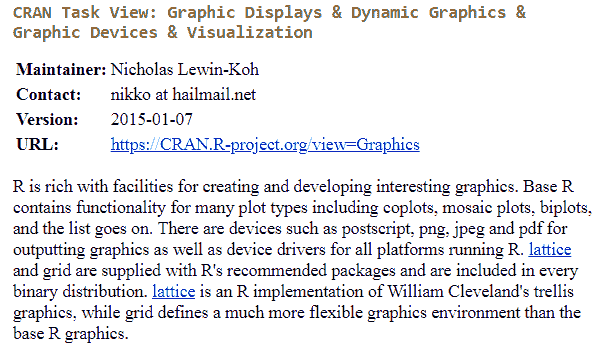 CRAN Task View: Graphic Displays & Dynamic Graphics &
Graphic Devices & Visualization
Maintainer: Nicholas Lewin-Koh
Contact: nikko at hailmail.net
Version: 2015-01-07
URL: https://CRAN.R-project.org/view=Graphics
R is rich with facilities for creating and developing interesting graphics. Base R
contains functionality for many plot types including coplots, mosaic plots, biplots,
and the list goes on. There are devices such as postscript, png, jpeg and pdf for
outputting graphics as well as device drivers for all platforms running R. lattice
and grid are supplied with R's recommended packages and are included in every
binary distribution. lattice is an R implementation of William Cleveland's trellis
graphics, while grid defines a much more flexible graphics environment than the
base R graphics.